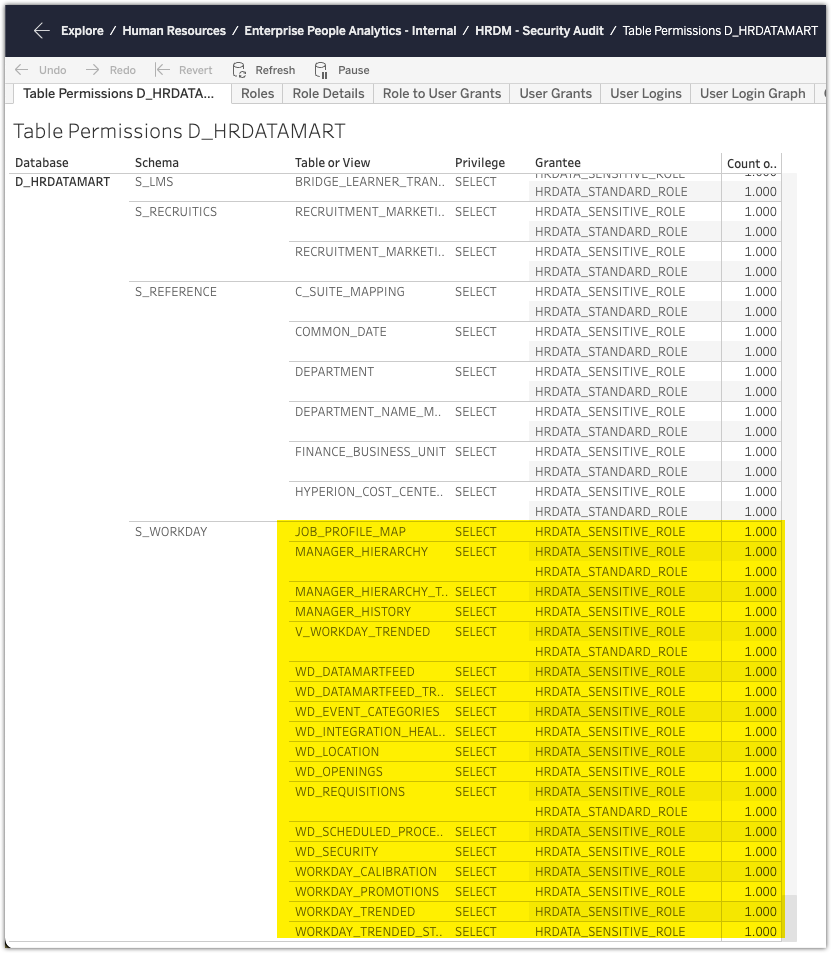 Explore / Human Resources / Enterprise People Analytics - Internal / HRDM - Security Audit / Table Permissions D_HRDATAMART
Undo Redo Revert Refresh Pause
Table Permissions D_HRDATA... Roles Role Details Role to User Grants User Grants User Logins User Login Graph
Table Permissions D_HRDATAMART
Database Schema Table or View Privilege Grantee Count o..
HRDATA_SENSITIVE_ROLE 1.000
D_HRDATAMART S_LMS BRIDGE_LEARNER_TRAN.. SELECT
HRDATA_STANDARD_ROLE 1.000
S_RECRUITICS RECRUITMENT_MARKETI.. SELECT HRDATA_SENSITIVE_ROLE 1.000
HRDATA_STANDARD_ROLE 1.000
RECRUITMENT_MARKETI.. SELECT HRDATA_SENSITIVE_ROLE 1.000
HRDATA_STANDARD_ROLE 1.000
S_REFERENCE C_SUITE_MAPPING SELECT HRDATA_SENSITIVE_ROLE 1.000
HRDATA_STANDARD_ROLE 1.000
COMMON_DATE SELECT HRDATA_SENSITIVE_ROLE 1.000
HRDATA_STANDARD_ROLE 1.000
DEPARTMENT SELECT HRDATA_SENSITIVE_ROLE 1.000
HRDATA_STANDARD_ROLE 1.000
DEPARTMENT_NAME_M.. SELECT HRDATA_SENSITIVE_ROLE 1.000
HRDATA_STANDARD_ROLE 1.000
FINANCE_BUSINESS_UNIT SELECT HRDATA_SENSITIVE_ROLE 1.000
HRDATA_STANDARD_ROLE 1.000
HYPERION_COST_CENTE.. SELECT HRDATA_SENSITIVE_ROLE 1.000
HRDATA_STANDARD_ROLE 1.000
S_WORKDAY JOB_PROFILE_MAP SELECT HRDATA_SENSITIVE_ROLE 1.000
MANAGER_HIERARCHY SELECT HRDATA_SENSITIVE_ROLE 1.000
HRDATA_STANDARD_ROLE 1.000
MANAGER_HIERARCHY_T.. SELECT HRDATA_SENSITIVE_ROLE 1.000
MANAGER_HISTORY SELECT HRDATA_SENSITIVE_ROLE 1.000
V_WORKDAY_TRENDED SELECT HRDATA_SENSITIVE_ROLE 1.000
HRDATA_STANDARD_ROLE 1.000
WD_DATAMARTFEED SELECT HRDATA_SENSITIVE_ROLE 1.000
WD_DATAMARTFEED_TR.. SELECT HRDATA_SENSITIVE_ROLE 1.000
WD_EVENT_CATEGORIES SELECT HRDATA_SENSITIVE_ROLE 1.000
WD_INTEGRATION_HEAL.. SELECT HRDATA_SENSITIVE_ROLE 1.000
WD_LOCATION SELECT HRDATA_SENSITIVE_ROLE 1.000
WD_OPENINGS SELECT HRDATA_SENSITIVE_ROLE 1.000
WD_REQUISITIONS SELECT HRDATA_SENSITIVE_ROLE 1.000
HRDATA_STANDARD_ROLE 1.000
WD_SCHEDULED_PROCE.. SELECT HRDATA_SENSITIVE_ROLE 1.000
WD_SECURITY SELECT HRDATA_SENSITIVE_ROLE 1.000
WORKDAY_CALIBRATION SELECT HRDATA_SENSITIVE_ROLE 1.000
WORKDAY_PROMOTIONS SELECT HRDATA_SENSITIVE_ROLE 1.000
WORKDAY_TRENDED SELECT HRDATA_SENSITIVE_ROLE 1.000
WORKDAY_TRENDED_ST.. SELECT HRDATA_SENSITIVE_ROLE 1.000